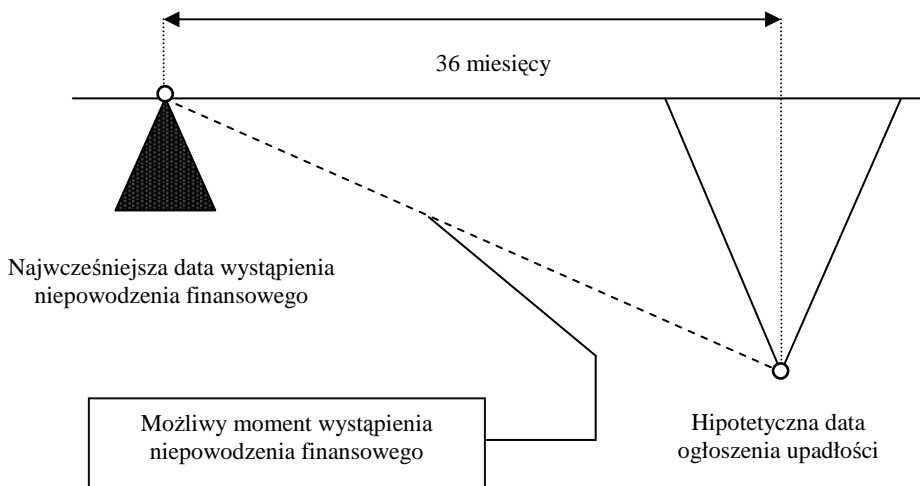 36 miesięcy
Najwcześniejsza data wystąpienia
niepowodzenia finansowego
Możliwy moment wystąpienia
niepowodzenia finansowego
Hipotetyczna data
ogłoszenia upadłości